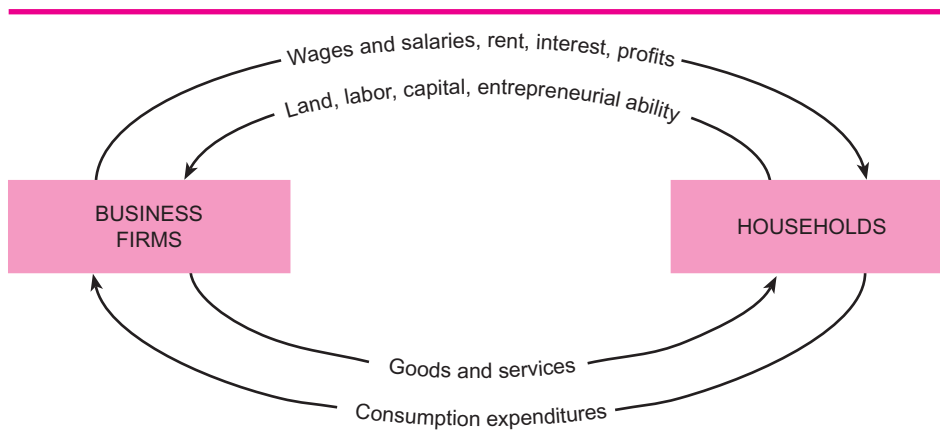 Wages and salaries, rent, interest, profits
Land, labor, capital, entrepreneurial ability
BUSINESS
FIRMS
HOUSEHOLDS
Goods and services
Consumption expenditures